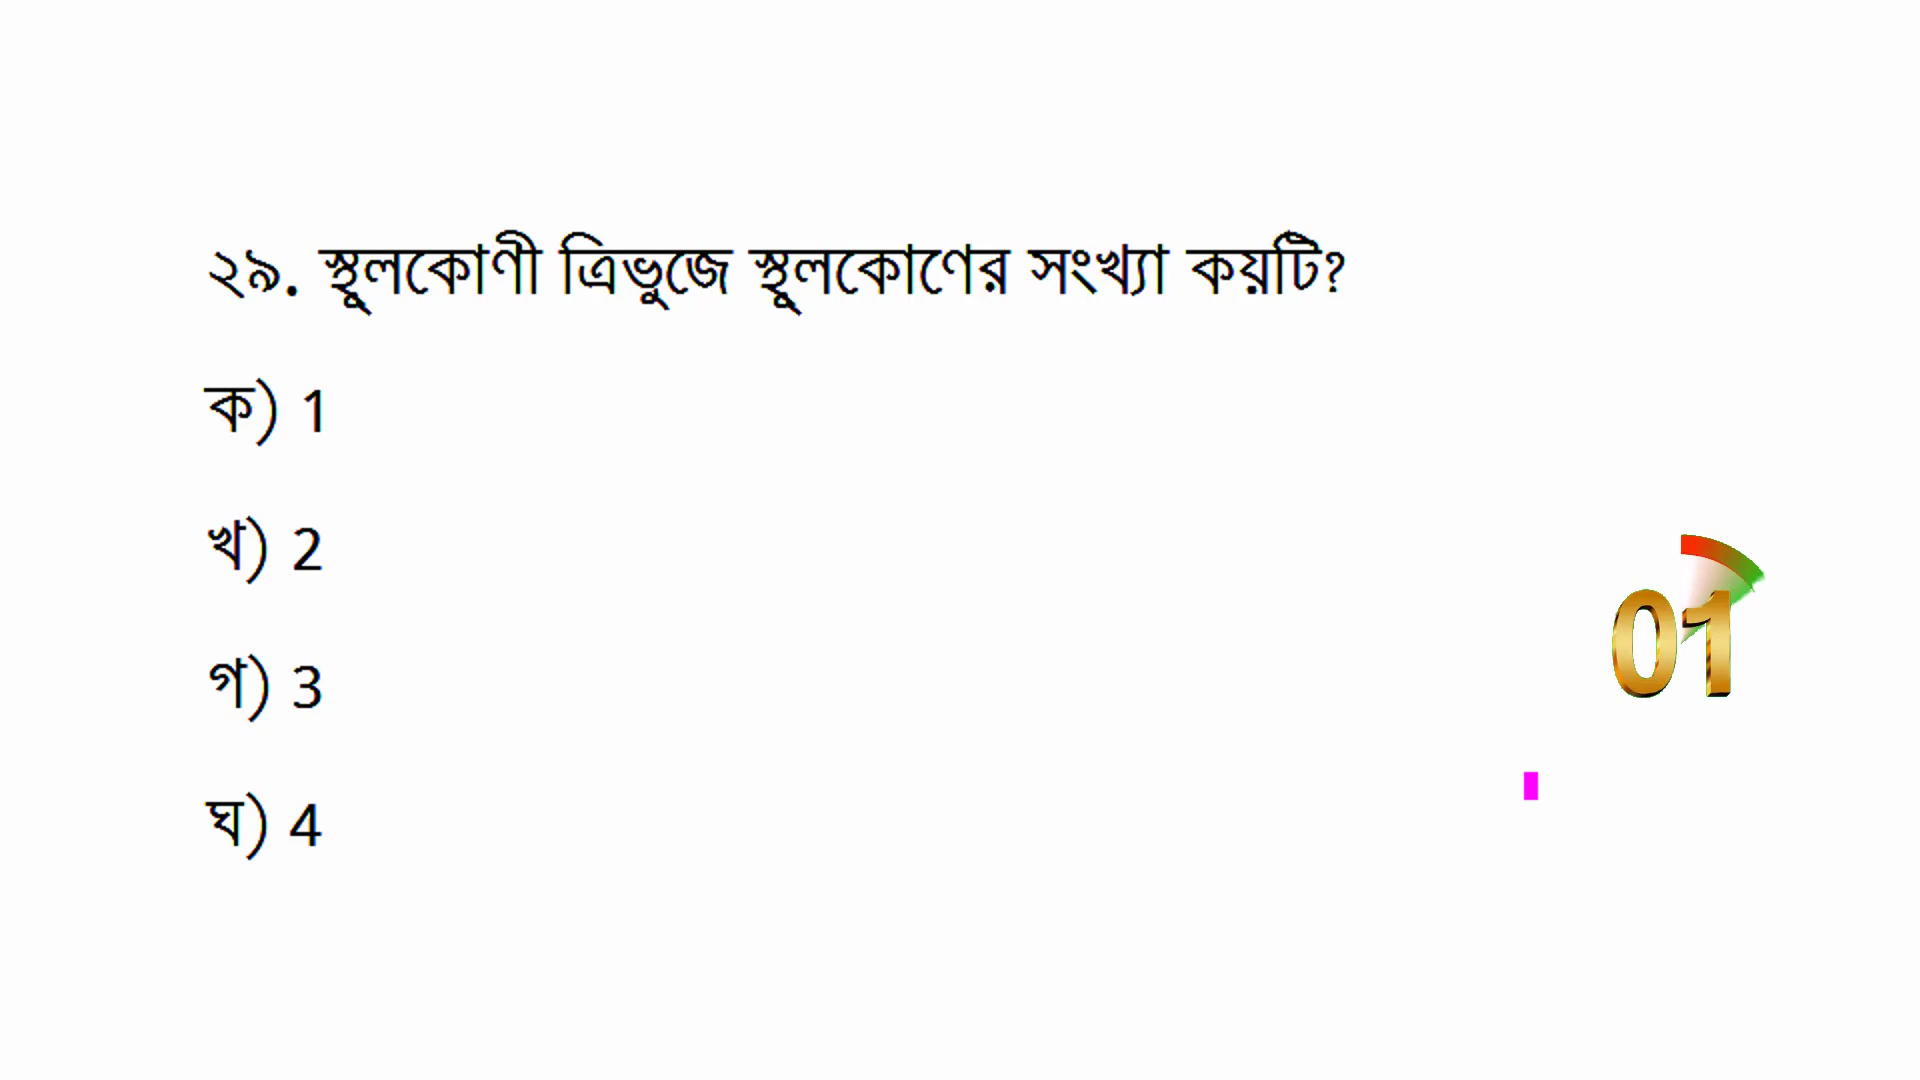 ২৯. স্থূলকোণী ত্রিভুজে স্থূলকোণের সংখ্যা কয়টি?
ক) 1
খ) 2
গ) 3
ঘ) 4
01